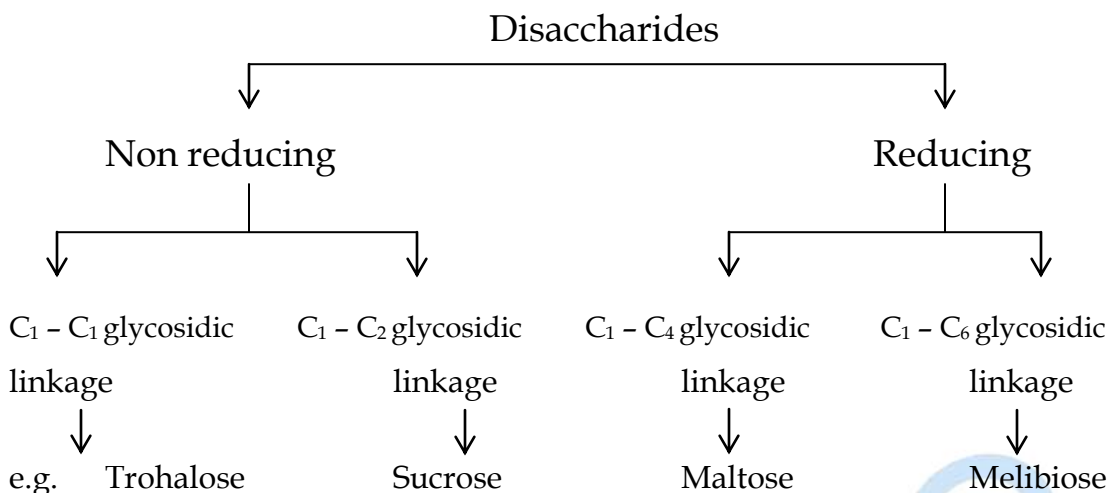 Disaccharides
Non reducing Reducing
C₁ – C₁ glycosidic C₁ – C₂ glycosidic C₁ – C₄ glycosidic C₁ – C₆ glycosidic
linkage linkage linkage linkage
e.g. Trohalose Sucrose Maltose Melibiose